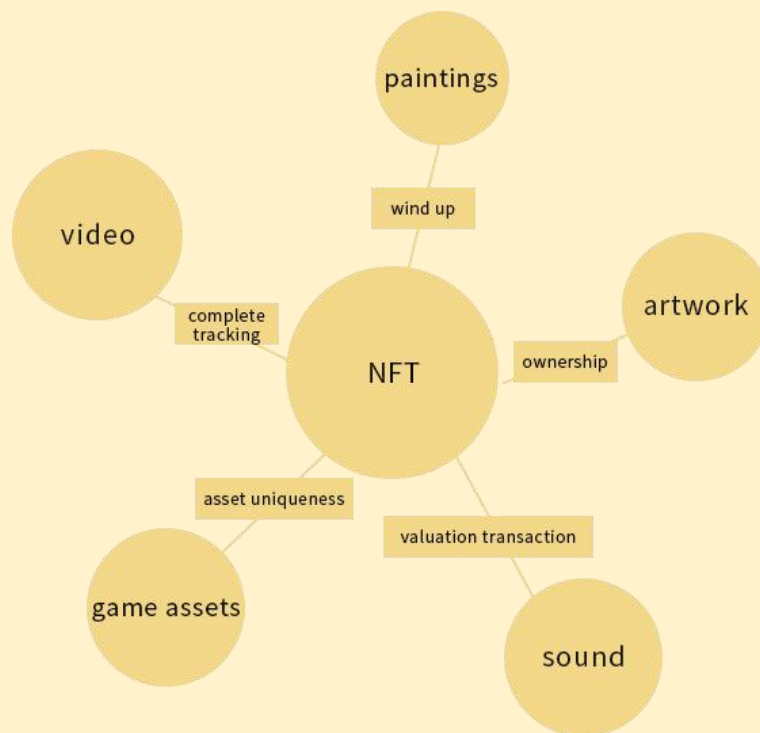 paintings
wind up
video
artwork
complete
tracking
ownership
NFT
asset uniqueness
valuation transaction
game assets
sound